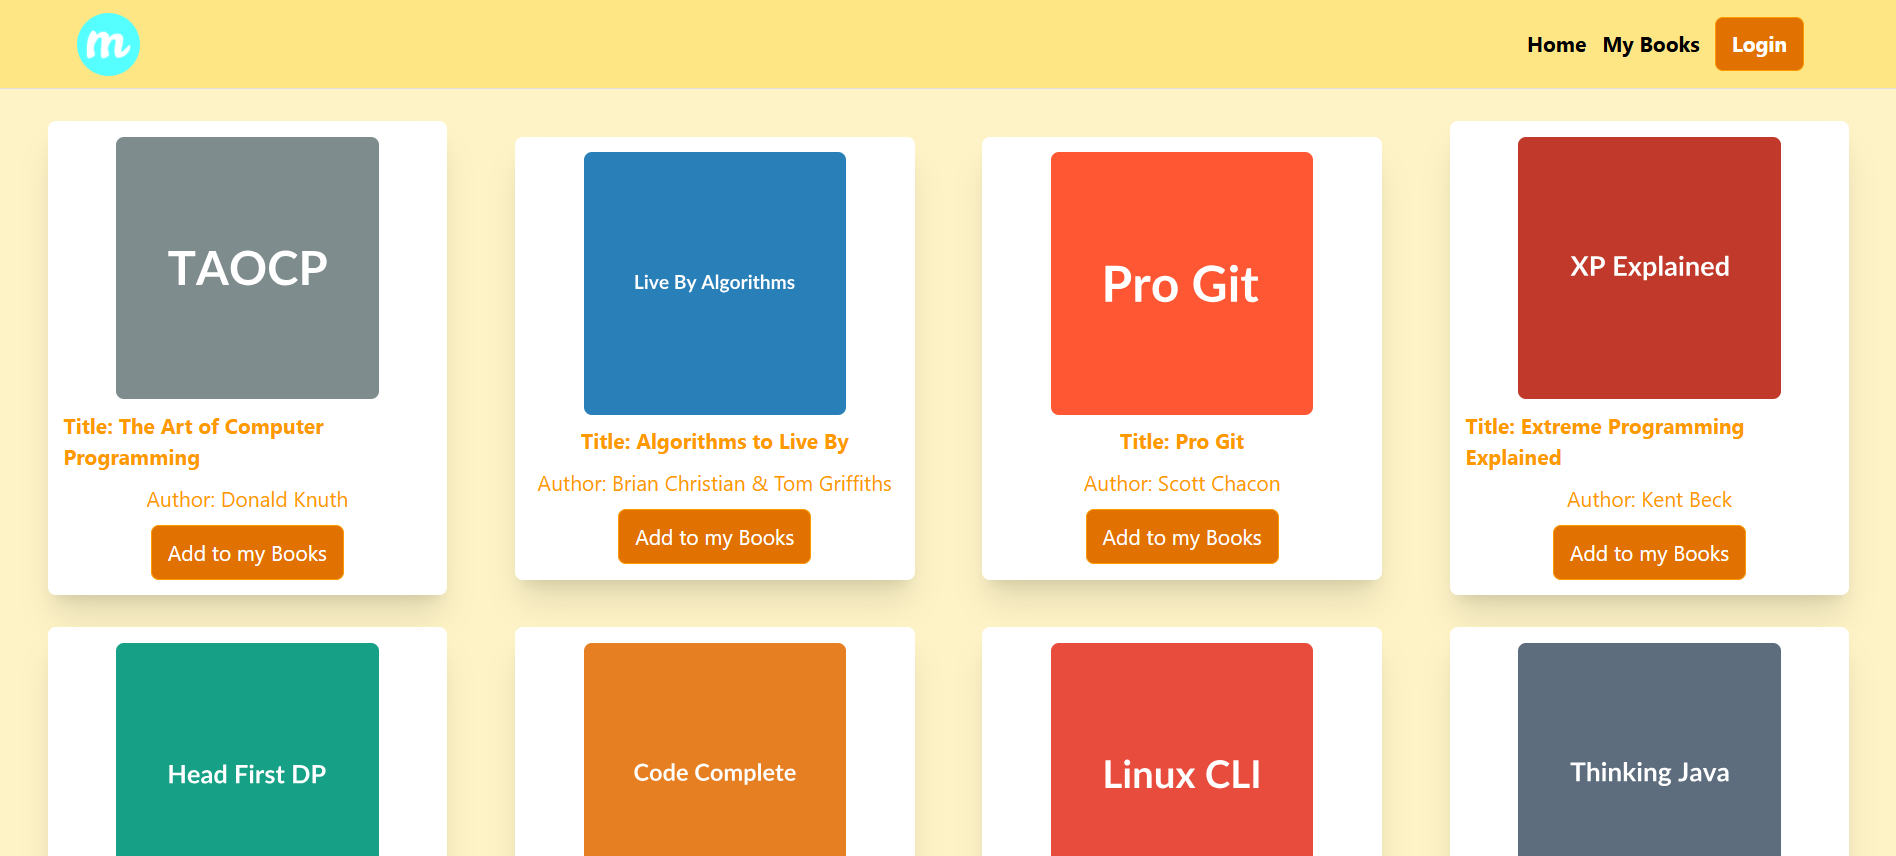 m
Home My Books Login
TAOCP
Title: The Art of Computer
Programming
Author: Donald Knuth
Add to my Books
Live By Algorithms
Title: Algorithms to Live By
Author: Brian Christian & Tom Griffiths
Add to my Books
Pro Git
Title: Pro Git
Author: Scott Chacon
Add to my Books
XP Explained
Title: Extreme Programming
Explained
Author: Kent Beck
Add to my Books
Head First DP
Code Complete
Linux CLI
Thinking Java